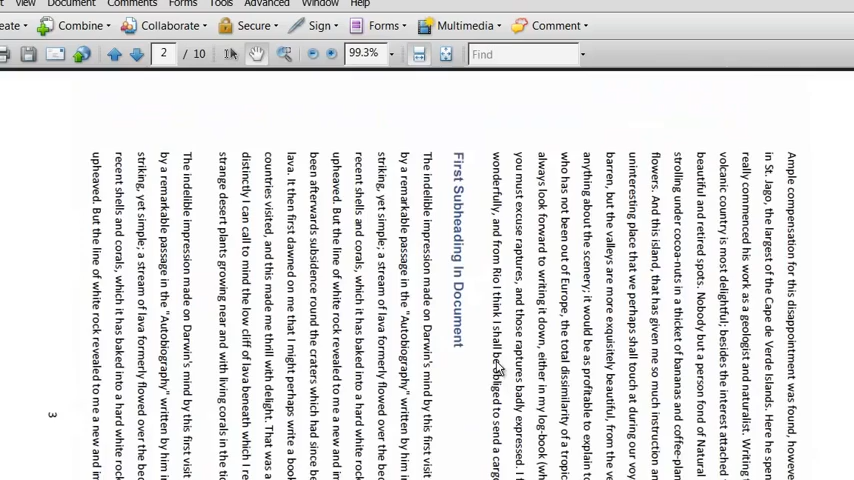 View Document Comments Forms Tools Advanced Window Help
Combine Collaborate Secure Sign Forms Multimedia Comment
2 / 10 99.3% Find
Ample compensation for this disappointment was found, howeve
in St. Jago, the largest of the Cape de Verde Islands. Here he spen
really commenced his work as a geologist and naturalist. Writing
volcanic country is most delightful; besides the interest attached
beautiful and retired spots. Nobody but a person fond of Natural
strolling under cocoa-nuts in a thicket of bananas and coffee-plan
flowers. And this island, that has given me so much instruction an
uninteresting place that we perhaps shall touch at during our voy
barren, but the valleys are more exquisitely beautiful, from the ve
anything about the scenery; it would be as profitable to explain to
who has not been out of Europe, the total dissimilarity of a tropic
always look forward to writing it down, either in my log-book (wh
you must excuse raptures, and those raptures badly expressed. I f
wonderfully, and from Rio I think I shall be obliged to send a cargo
First Subheading In Document
The indelible impression made on Darwin's mind by this first visit
by a remarkable passage in the "Autobiography" written by him i
striking, yet simple; a stream of lava formerly flowed over the bec
recent shells and corals, which it has baked into a hard white rock
upheaved. But the line of white rock revealed to me a new and in
been afterwards subsidence round the craters which had since be
lava. It then first dawned on me that I might perhaps write a book
countries visited, and this made me thrill with delight. That was a
distinctly I can call to mind the low cliff of lava beneath which I re
strange desert plants growing near and with living corals in the tid
The indelible impression made on Darwin's mind by this first visit
by a remarkable passage in the "Autobiography" written by him i
striking, yet simple; a stream of lava formerly flowed over the bec
recent shells and corals, which it has baked into a hard white rock
upheaved. But the line of white rock revealed to me a new and in
3